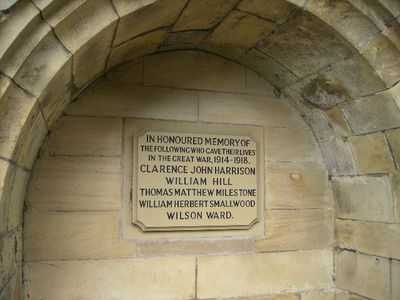 IN HONOURED MEMORY OF
THE FOLLOWING WHO GAVE THEIR LIVES
IN THE GREAT WAR, 1914-1918.
CLARENCE JOHN HARRISON
WILLIAM HILL
THOMAS MATTHEW MILESTONE
WILLIAM HERBERT SMALLWOOD
WILSON WARD.